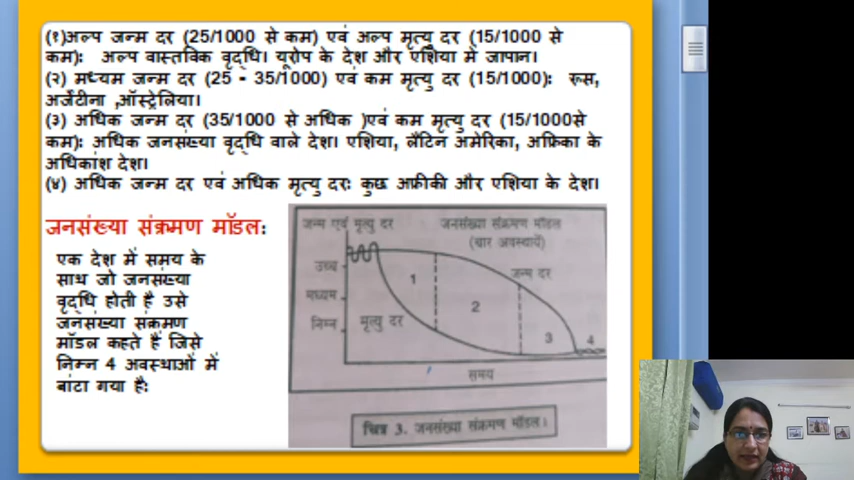 (१)अल्प जन्म दर (25/1000 से कम) एवं अल्प मृत्यु दर (15/1000 से
कम):  अल्प वास्तविक वृद्धि। यूरोप के देश और एशिया में जापान।
(२) मध्यम जन्म दर (25 - 35/1000) एवं कम मृत्यु दर (15/1000):  रूस,
अर्जेंटीना ,ऑस्ट्रेलिया।
(३) अधिक जन्म दर (35/1000 से अधिक )एवं कम मृत्यु दर (15/1000से
कम): अधिक जनसंख्या वृद्धि वाले देश। एशिया, लैटिन अमेरिका, अफ्रिका के
अधिकांश देश।
(४) अधिक जन्म दर एवं अधिक मृत्यु दर: कुछ अफ्रीकी और एशिया के देश।
जनसंख्या संक्रमण मॉडल:
एक देश में समय के
साथ जो जनसंख्या
वृद्धि होती है उसे
जनसंख्या संक्रमण
मॉडल कहते हैं जिसे
निम्न 4 अवस्थाओं में
बांटा गया है:
जन्म एवं मृत्यु दर
जनसंख्या संक्रमण मॉडल
(चार अवस्थायें)
उच्च
मध्यम
निम्न
जन्म दर
मृत्यु दर
1
2
3
4
समय
चित्र 3. जनसंख्या संक्रमण मॉडल।